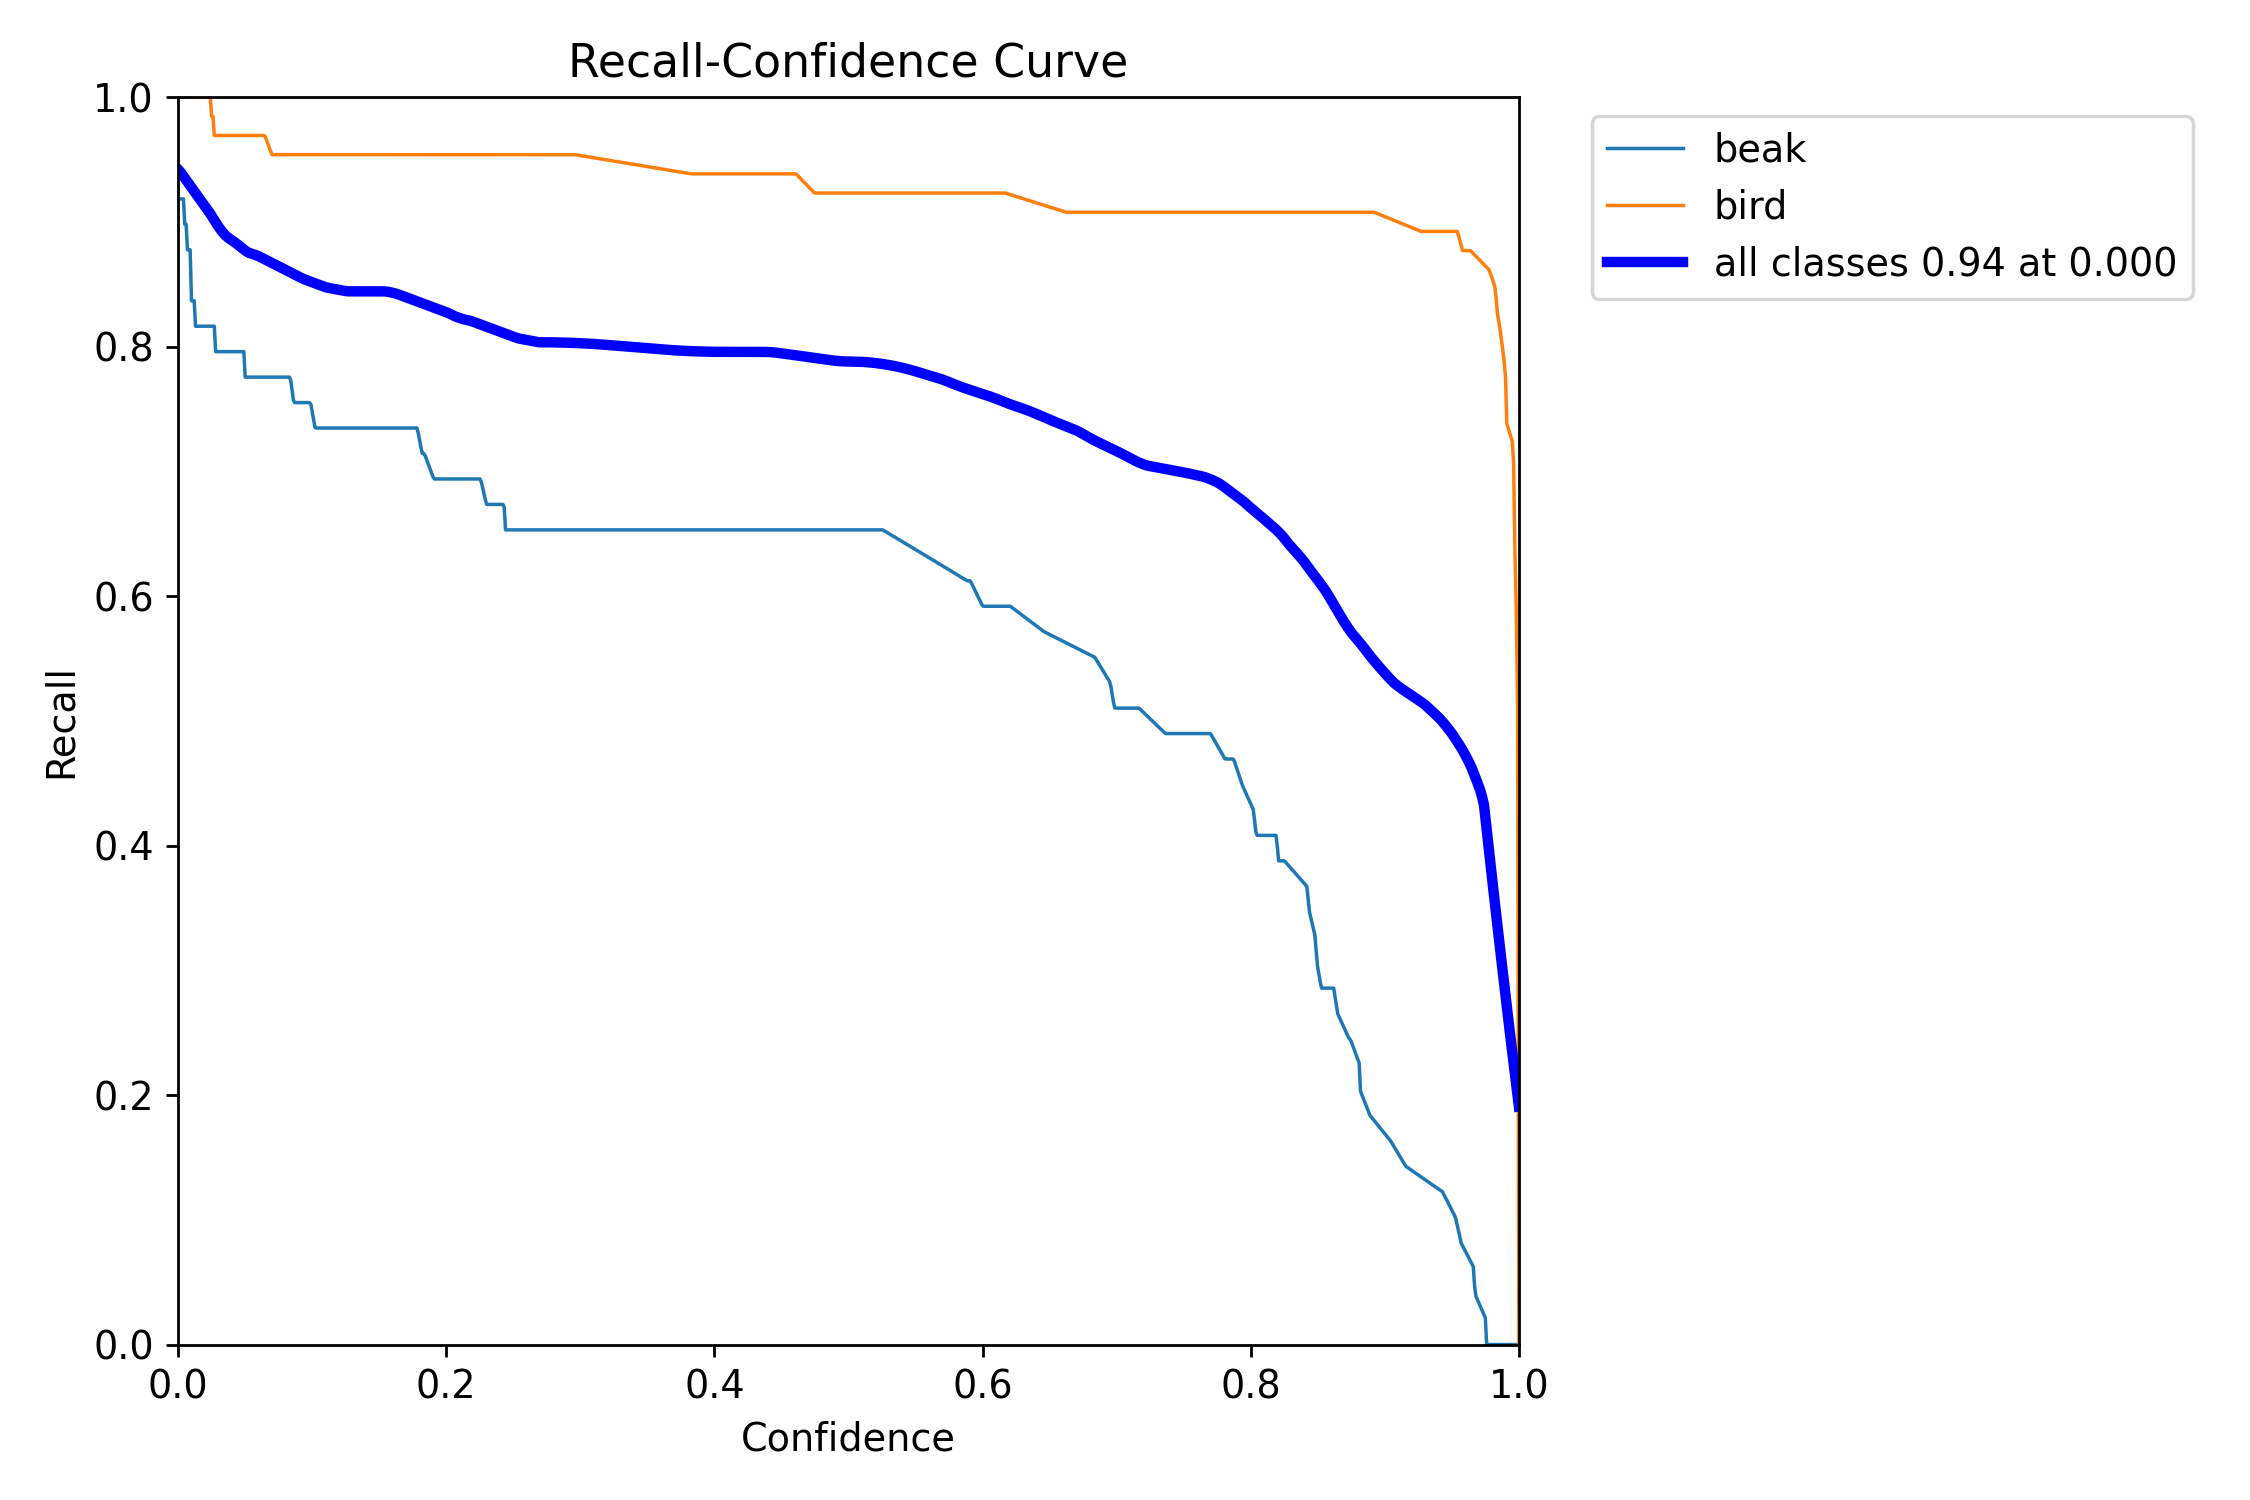 Recall-Confidence Curve
1.0
0.8
0.6
0.4
0.2
0.0
Recall
0.0 0.2 0.4 0.6 0.8 1.0
Confidence
beak
bird
all classes 0.94 at 0.000